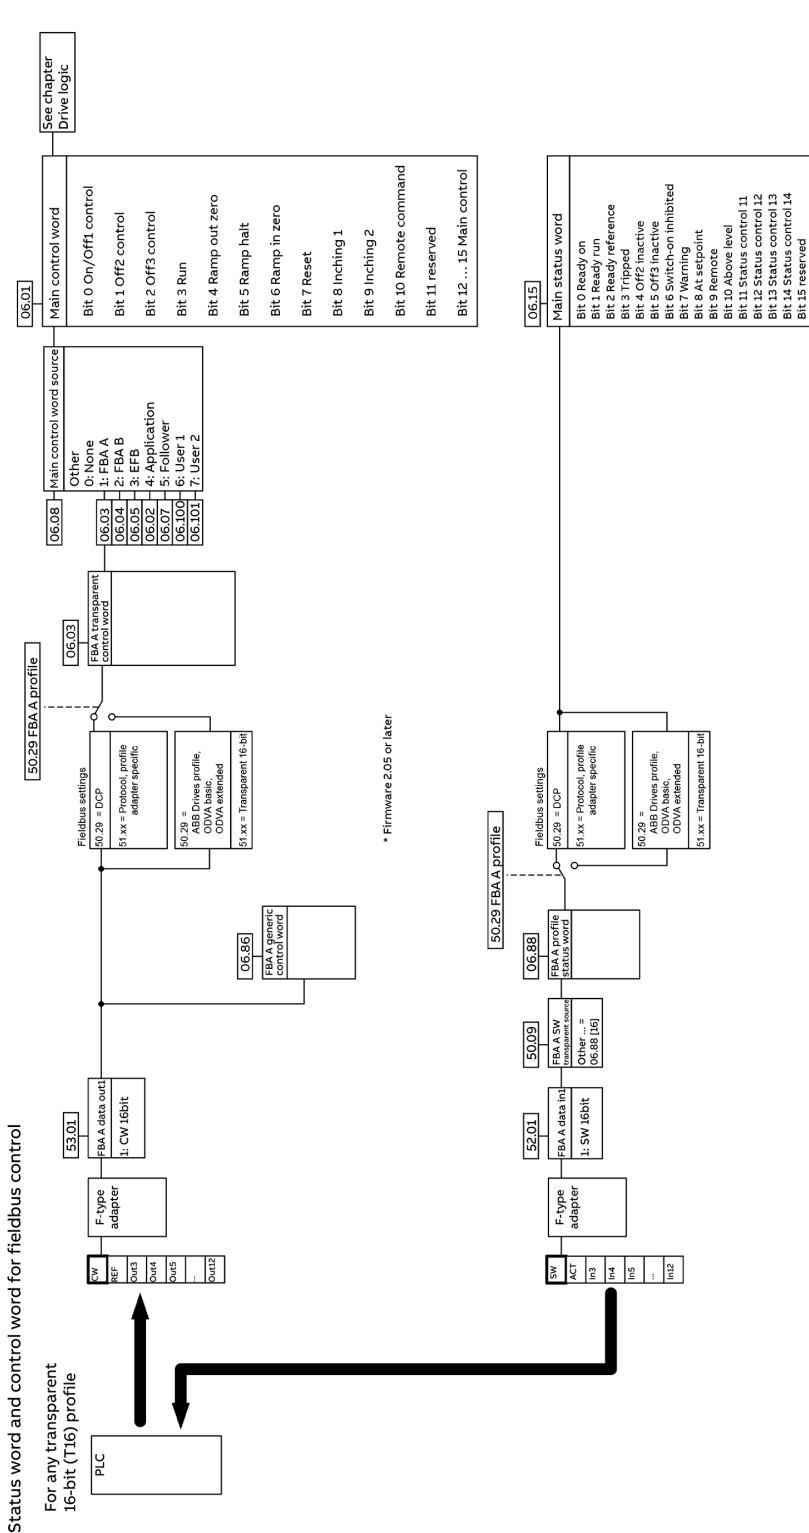 Status word and control word for fieldbus control
For any transparent
16-bit (T16) profile
PLC
CW
REF
Out3
Out4
Out5
...
Out12
F-type
adapter
53.01
FBA A data out1
1: CW 16bit
06.86
FBA A generic
control word
Fieldbus settings
50.29 = DCP
51.xx = Protocol, profile
adapter specific
50.29 =
ABB Drives profile,
ODVA basic,
ODVA extended
51.xx = Transparent 16-bit
50.29 FBA A profile
06.03
FBA A transparent
control word
06.08
Main control word source
Other
0: None
06.03
1: FBA A
06.04
2: FBA B
06.05
3: EFB
06.02
4: Application
06.07
5: Follower
06.100
6: User 1
06.101
7: User 2
06.01
Main control word
Bit 0 On/Off1 control
Bit 1 Off2 control
Bit 2 Off3 control
Bit 3 Run
Bit 4 Ramp out zero
Bit 5 Ramp halt
Bit 6 Ramp in zero
Bit 7 Reset
Bit 8 Inching 1
Bit 9 Inching 2
Bit 10 Remote command
Bit 11 reserved
Bit 12 ... 15 Main control
See chapter
Drive logic
* Firmware 2.05 or later
SW
ACT
In3
In4
In5
...
In12
F-type
adapter
52.01
FBA A data in1
1: SW 16bit
50.09
FBA A SW
transparent source
Other ... =
06.88 [16]
06.88
FBA A profile
status word
50.29 FBA A profile
Fieldbus settings
50.29 = DCP
51.xx = Protocol, profile
adapter specific
50.29 =
ABB Drives profile,
ODVA basic,
ODVA extended
51.xx = Transparent 16-bit
06.15
Main status word
Bit 0 Ready on
Bit 1 Ready run
Bit 2 Ready reference
Bit 3 Tripped
Bit 4 Off2 inactive
Bit 5 Off3 inactive
Bit 6 Switch-on inhibited
Bit 7 Warning
Bit 8 At setpoint
Bit 9 Remote
Bit 10 Above level
Bit 11 Status control 11
Bit 12 Status control 12
Bit 13 Status control 13
Bit 14 Status control 14
Bit 15 reserved